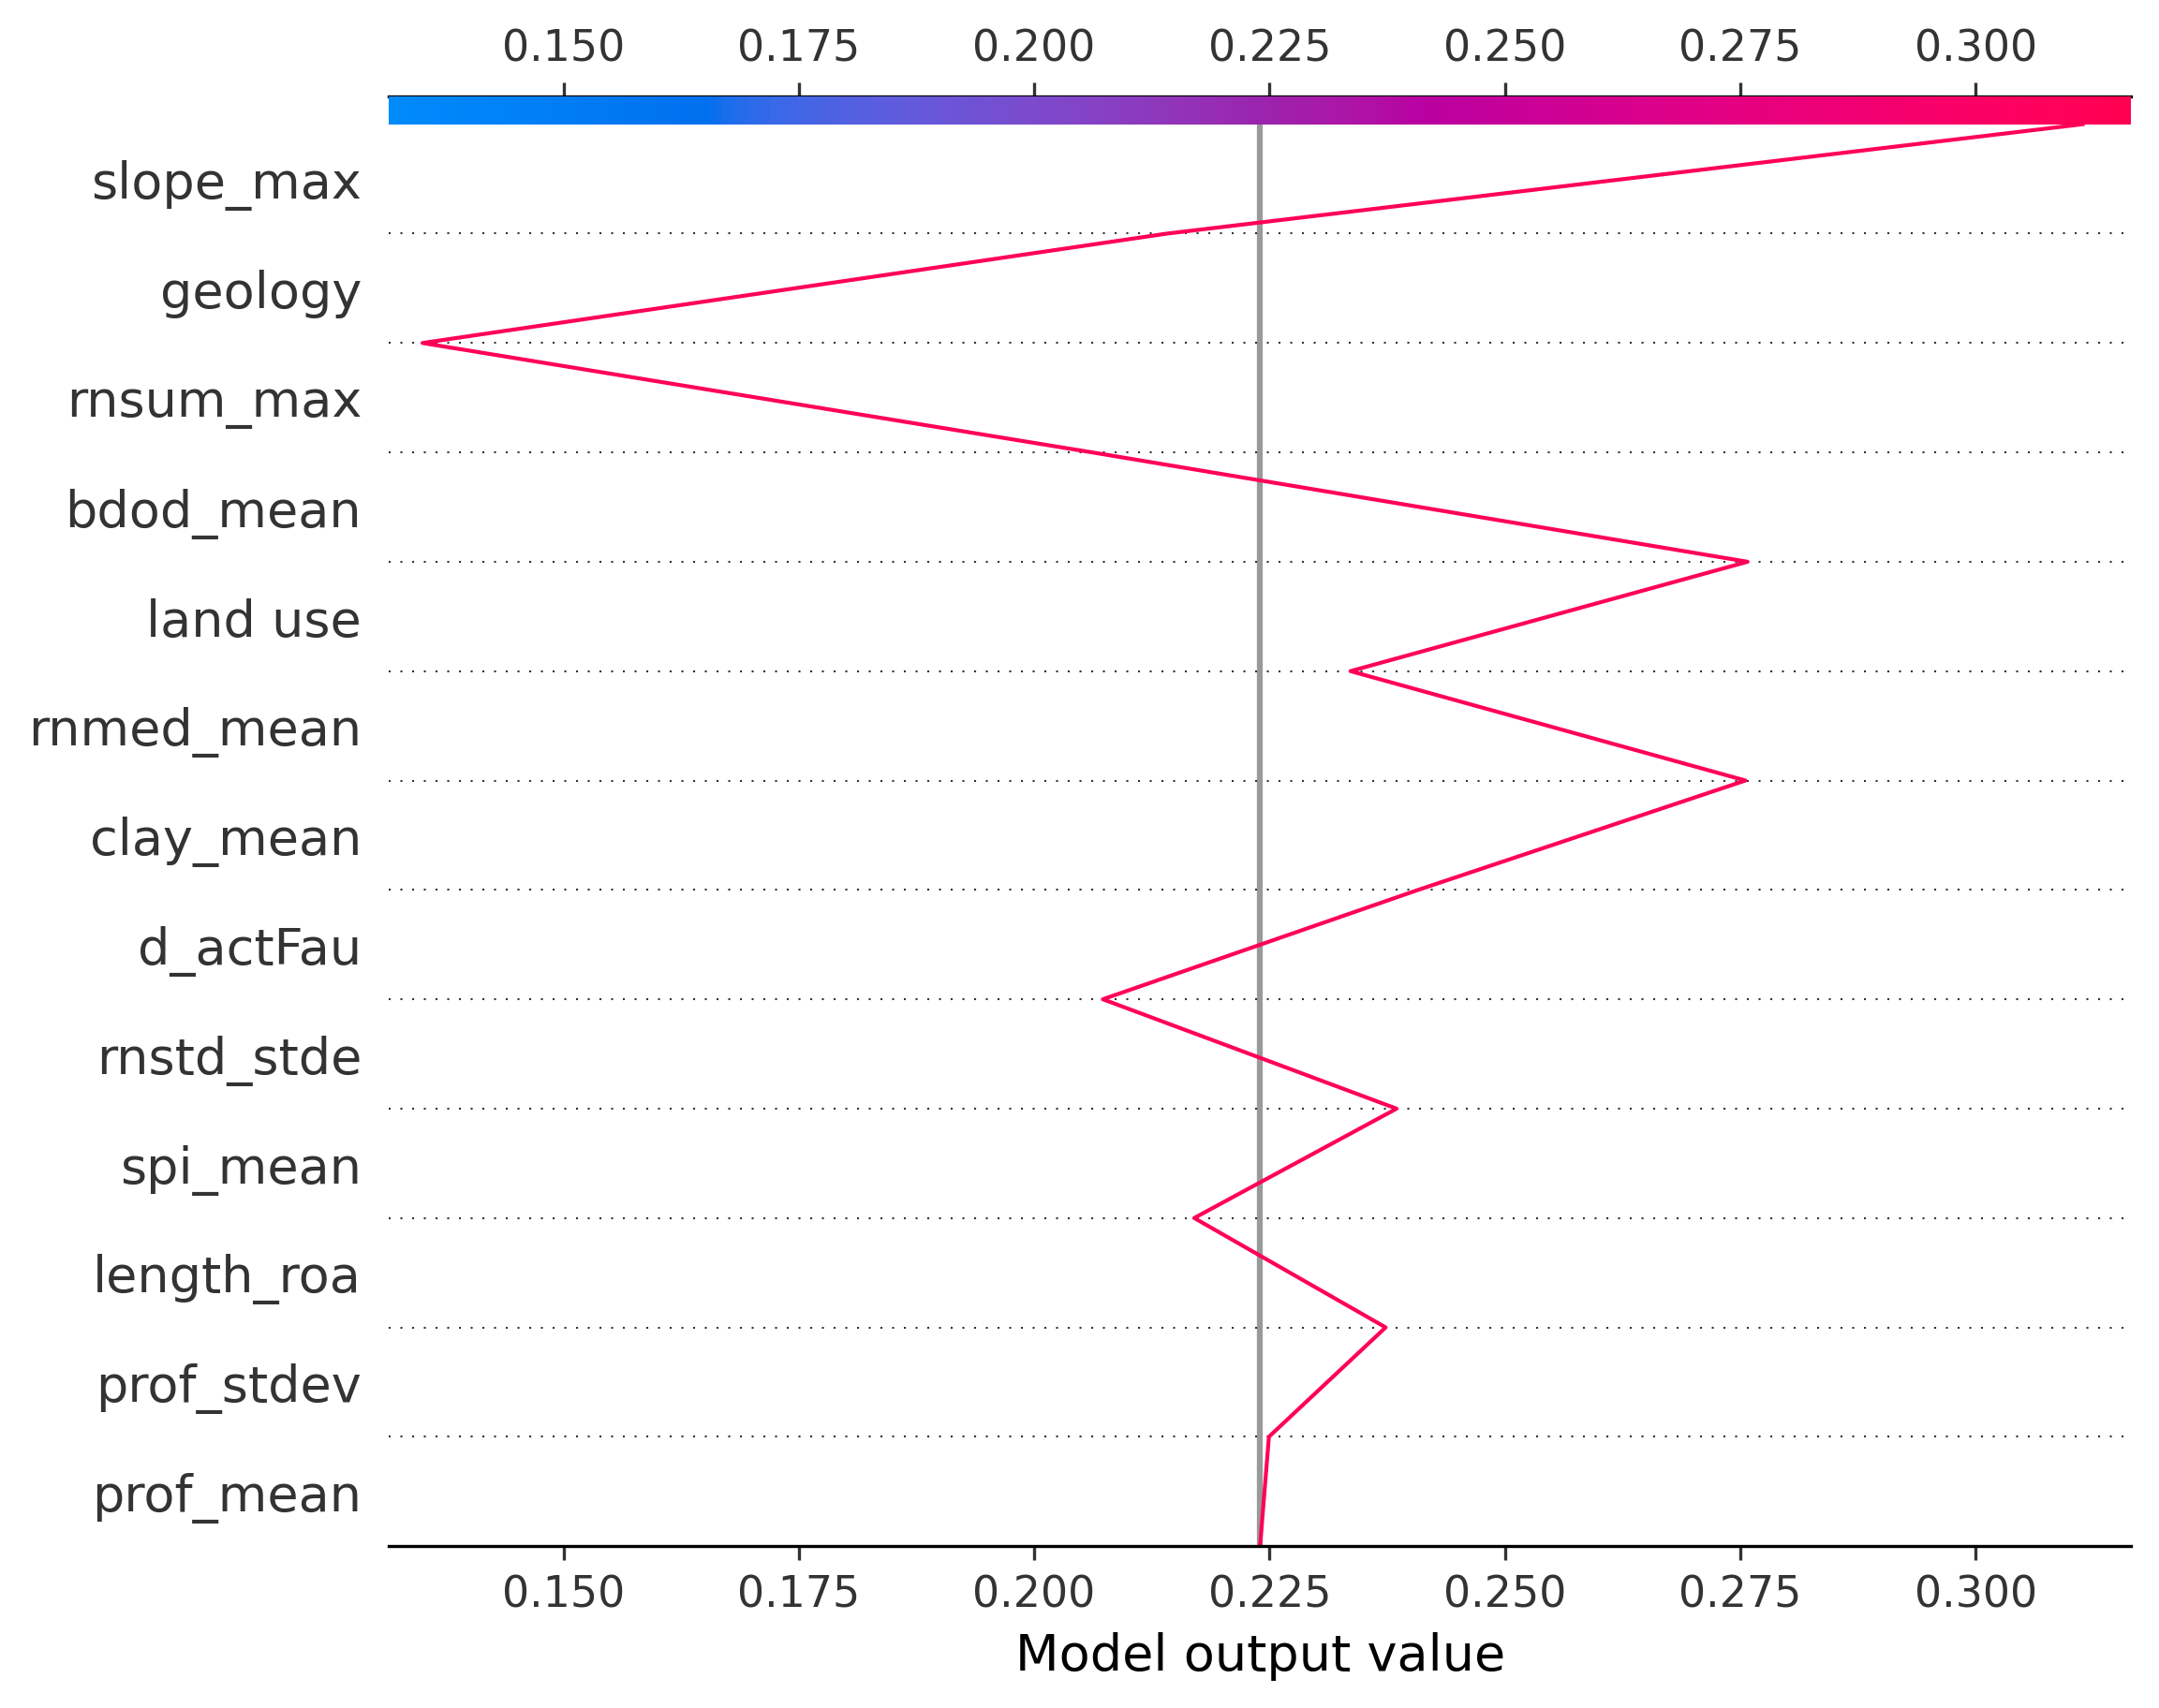 0.150 0.175 0.200 0.225 0.250 0.275 0.300
slope_max
geology
rnsum_max
bdod_mean
land use
rnmed_mean
clay_mean
d_actFau
rnstd_stde
spi_mean
length_roa
prof_stdev
prof_mean
0.150 0.175 0.200 0.225 0.250 0.275 0.300
Model output value